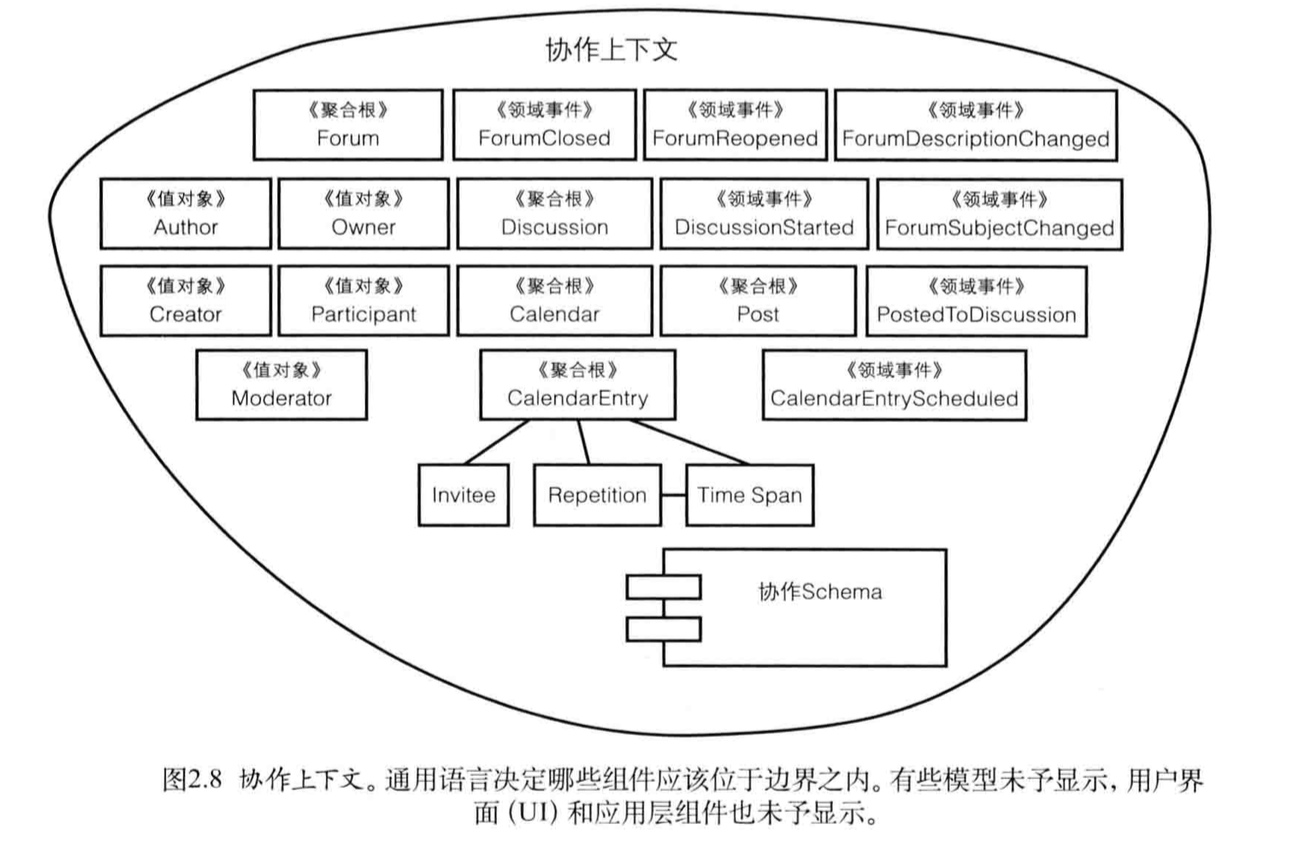 协作上下文
《聚合根》 《领域事件》 《领域事件》 《领域事件》
Forum ForumClosed ForumReopened ForumDescriptionChanged
《值对象》 《值对象》 《聚合根》 《领域事件》 《领域事件》
Author Owner Discussion DiscussionStarted ForumSubjectChanged
《值对象》 《值对象》 《聚合根》 《聚合根》 《领域事件》
Creator Participant Calendar Post PostedToDiscussion
《值对象》 《聚合根》 《领域事件》
Moderator CalendarEntry CalendarEntryScheduled
Invitee Repetition Time Span
协作Schema
图2.8 协作上下文。通用语言决定哪些组件应该位于边界之内。有些模型未予显示，用户界
面（UI）和应用层组件也未予显示。